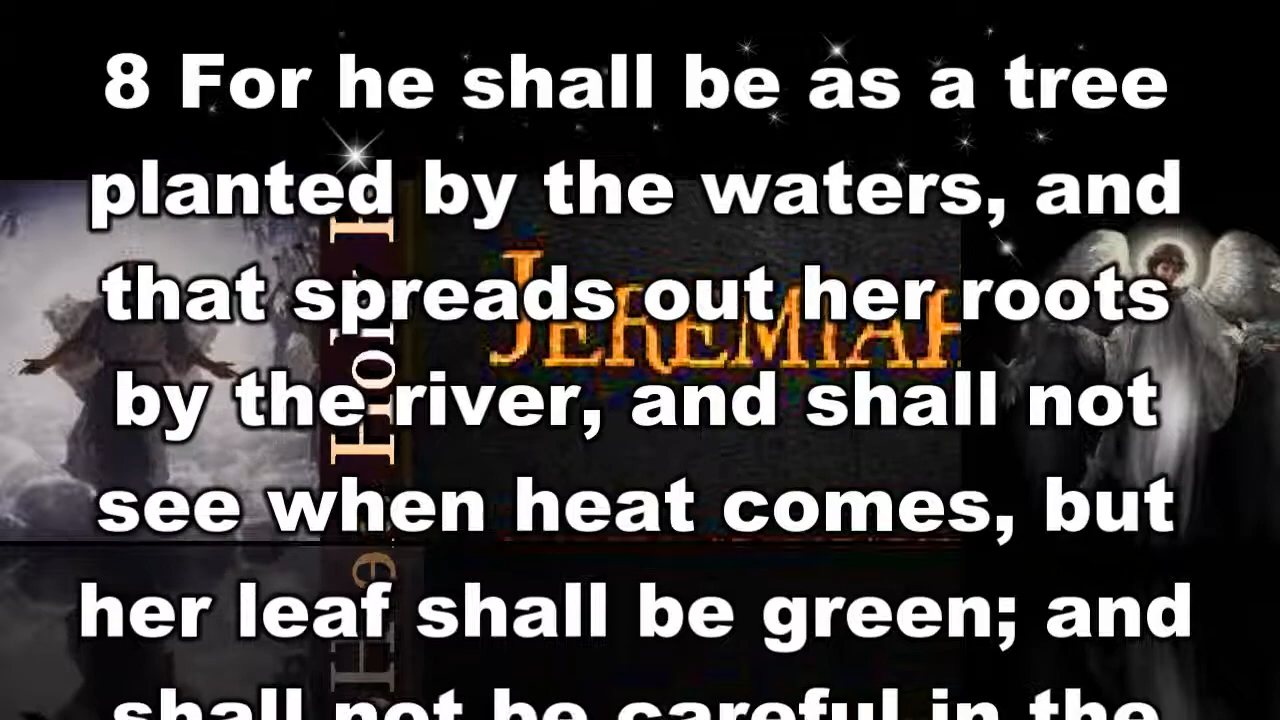 8 For he shall be as a tree
planted by the waters, and
that spreads out her roots
by the river, and shall not
see when heat comes, but
her leaf shall be green; and
shall not be careful in the
Holy
JEREMIAH